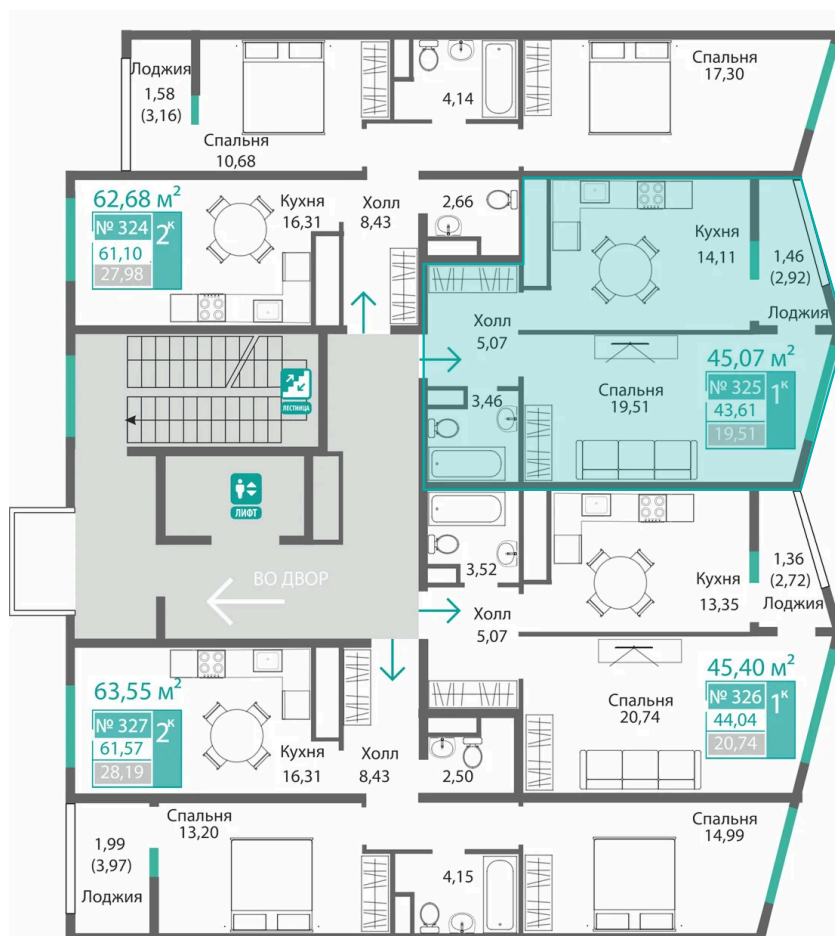 Лоджия
1,58
(3,16)
Спальня
10,68
4,14
Спальня
17,30
62,68 м²
№ 324
61,10
27,98
2к
Кухня
16,31
Холл
8,43
2,66
Кухня
14,11
1,46
(2,92)
Лоджия
Холл
5,07
45,07 м²
№ 325
43,61
19,51
1к
Спальня
19,51
3,46
ЛЕСТНИЦА
ЛИФТ
ВО ДВОР
3,52
Кухня
13,35
1,36
(2,72)
Лоджия
Холл
5,07
45,40 м²
№ 326
44,04
20,74
1к
Спальня
20,74
63,55 м²
№ 327
61,57
28,19
2к
Кухня
16,31
Холл
8,43
2,50
Спальня
13,20
1,99
(3,97)
Лоджия
4,15
Спальня
14,99